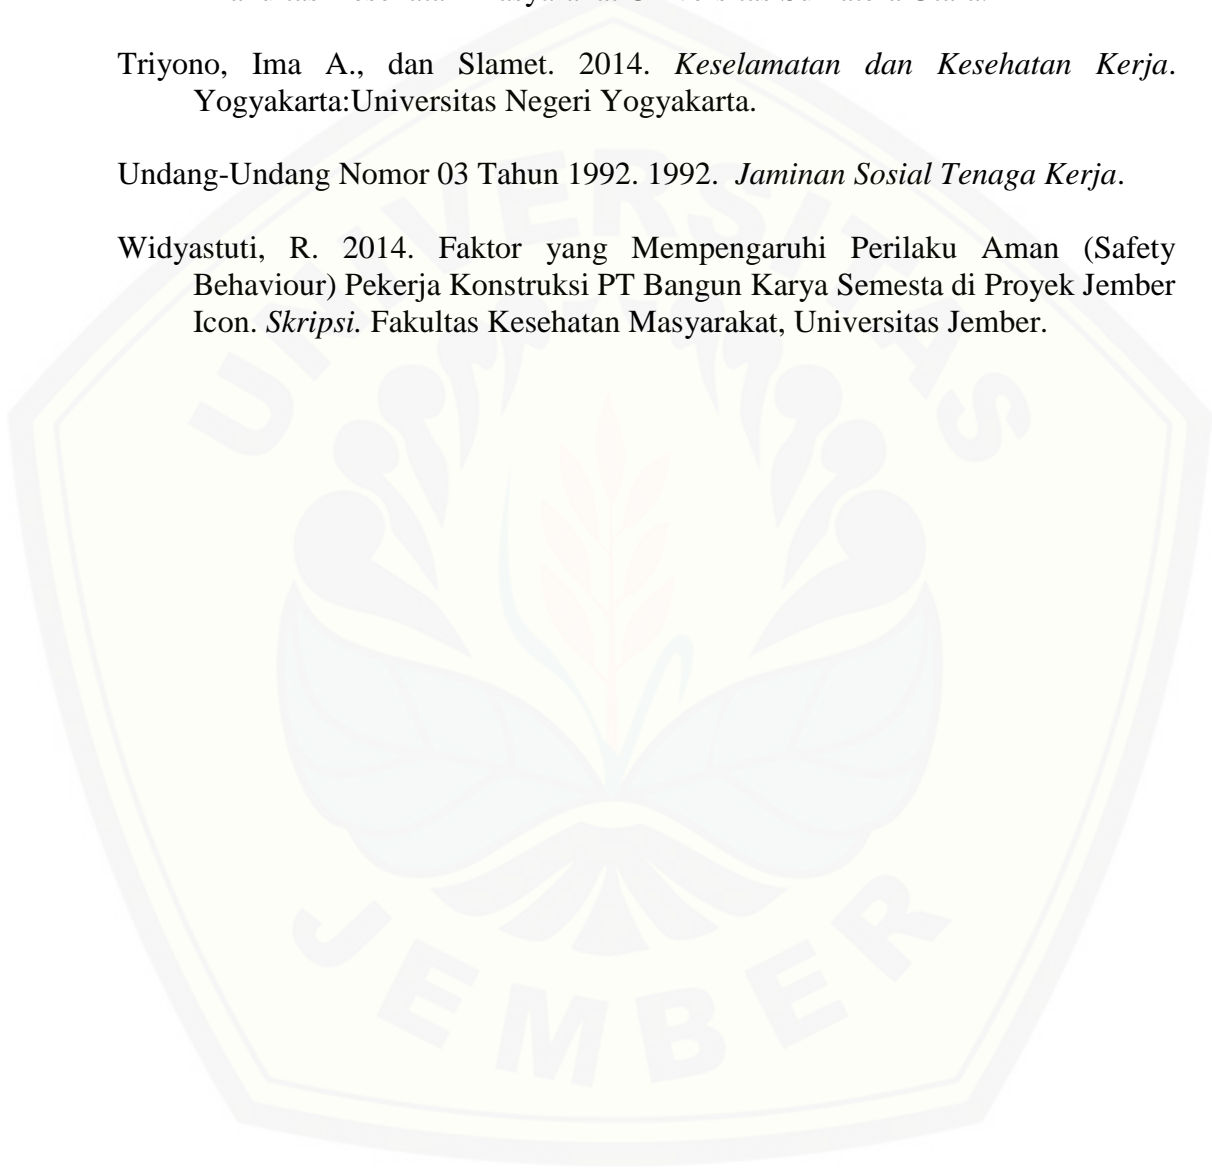 Triyono, Ima A., dan Slamet. 2014. Keselamatan dan Kesehatan Kerja.
Yogyakarta:Universitas Negeri Yogyakarta.
Undang-Undang Nomor 03 Tahun 1992. 1992. Jaminan Sosial Tenaga Kerja.
Widyastuti, R. 2014. Faktor yang Mempengaruhi Perilaku Aman (Safety
Behaviour) Pekerja Konstruksi PT Bangun Karya Semesta di Proyek Jember
Icon. Skripsi. Fakultas Kesehatan Masyarakat, Universitas Jember.
UNIVERSITAS
JEMBER